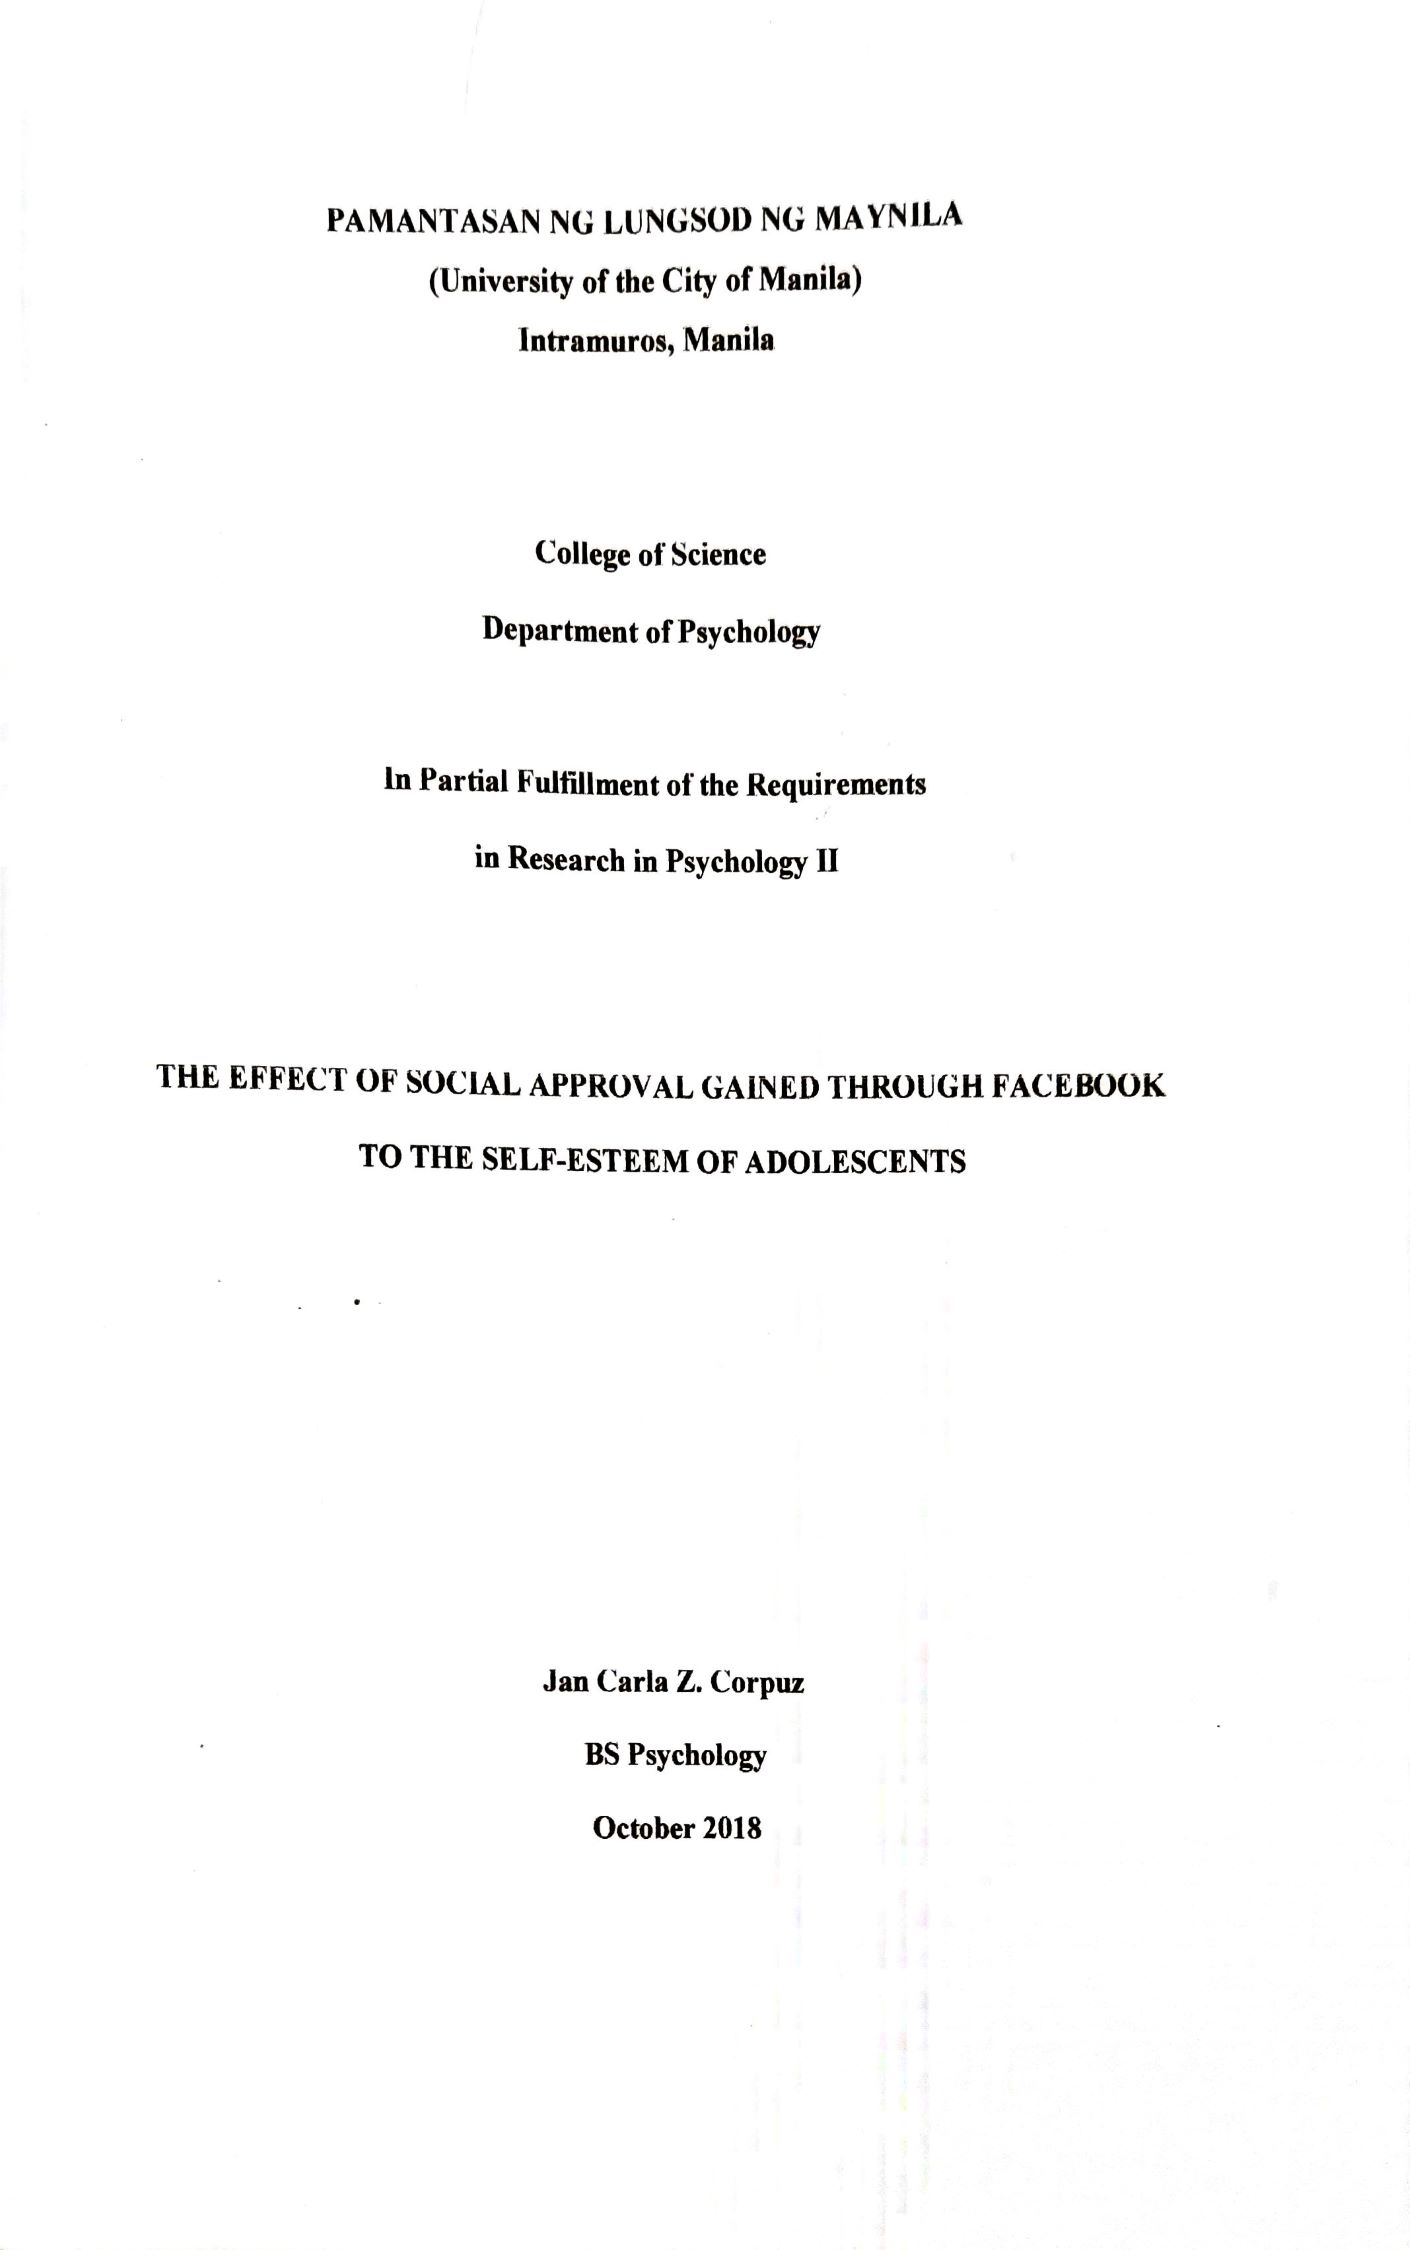 PAMANTASAN NG LUNGSOD NG MAYNILA
(University of the City of Manila)
Intramuros, Manila
College of Science
Department of Psychology
In Partial Fulfillment of the Requirements
in Research in Psychology II
THE EFFECT OF SOCIAL APPROVAL GAINED THROUGH FACEBOOK
TO THE SELF-ESTEEM OF ADOLESCENTS
Jan Carla Z. Corpuz
BS Psychology
October 2018